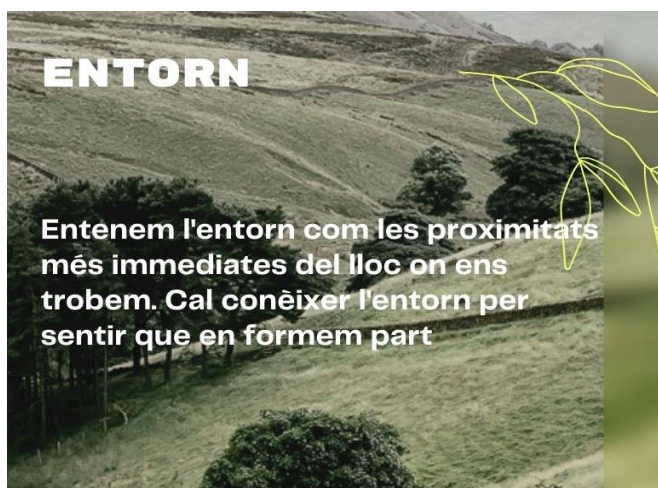 ENTORN
Entenem l'entorn com les proximitats
més immediates del lloc on ens
trobem. Cal conèixer l'entorn per
sentir que en formem part